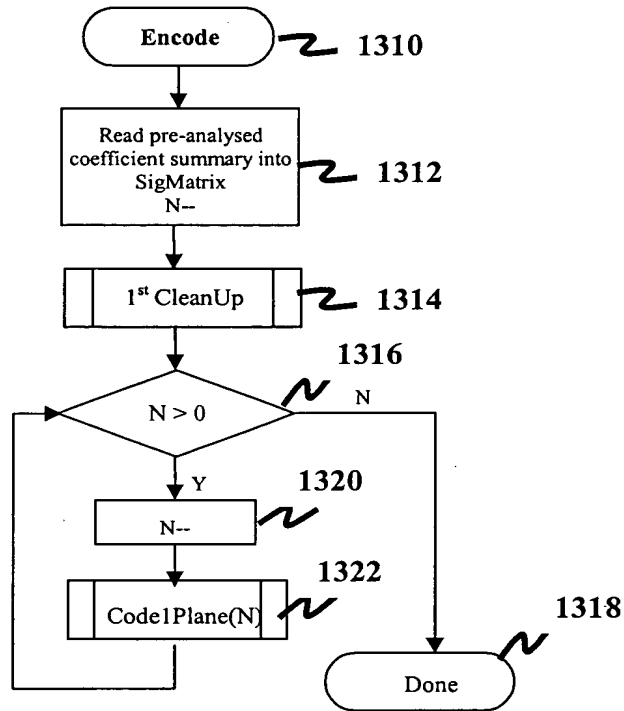 Encode
1310
Read pre-analysed
coefficient summary into
SigMatrix
N--
1312
1st CleanUp
1314
1316
N > 0
N
Y
1320
N--
1322
Code1Plane(N)
1318
Done